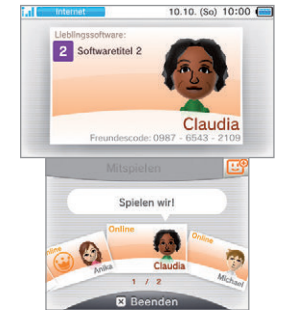 Internet 10.10. (So) 10:00
Lieblingssoftware:
2 Softwaretitel 2
Claudia
Freundescode: 0987 - 6543 - 2109
Mitspielen
Spielen wir!
Online Online Online
Anika Claudia Michael
1 / 2
Beenden